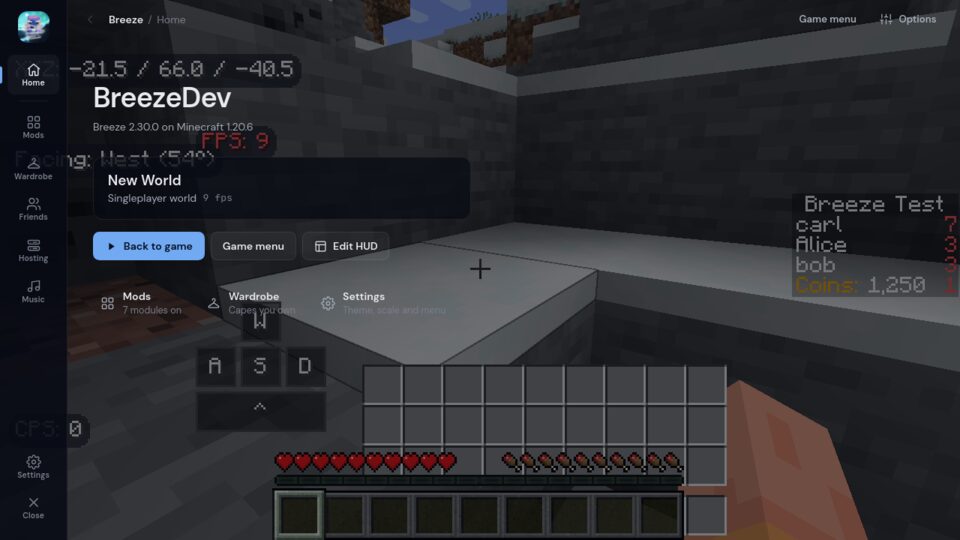 Breeze / Home
Game menu
Options
-21.5 / 66.0 / -40.5
Home
BreezeDev
Breeze 2.30.0 on Minecraft 1.20.6
FPS: 9
Mods
Facing: West (54°)
Wardrobe
New World
Singleplayer world 9 fps
Friends
Breeze Test
carl 7
Alice 3
bob 3
Coins: 1,250 1
Hosting
Back to game
Game menu
Edit HUD
Music
Mods
7 modules on
Wardrobe
Capes you own
Settings
Theme, scale and menu
W
A S D
^
CPS: 0
Settings
Close